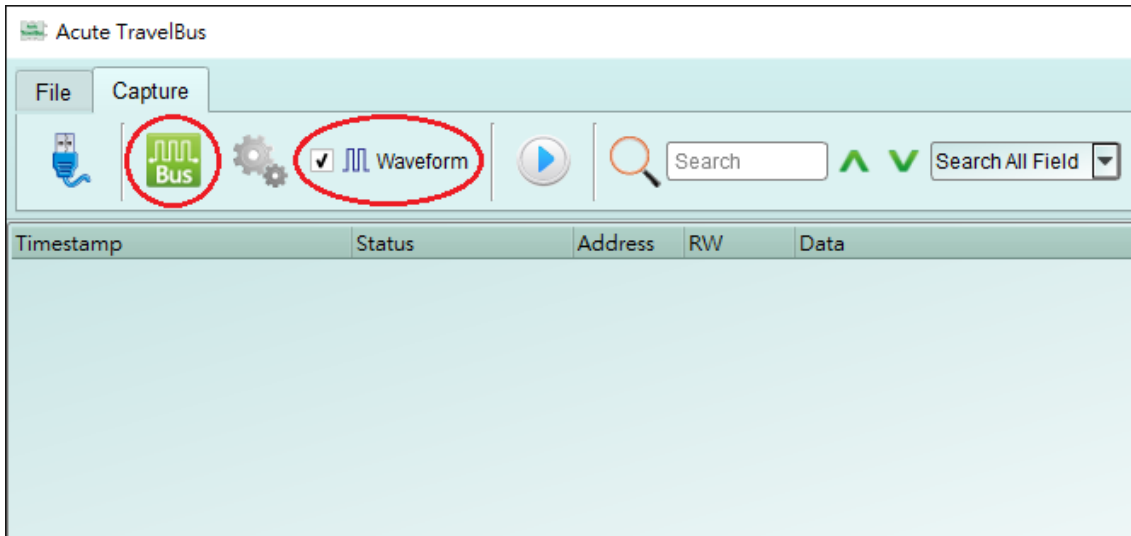 Acute TravelBus
File Capture
Bus Waveform Search Search All Field
Timestamp Status Address RW Data